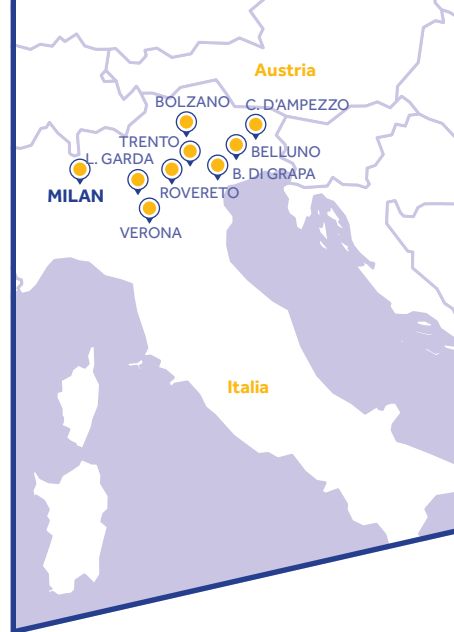 Austria
BOLZANO
C. D'AMPEZZO
TRENTO
BELLUNO
L. GARDA
B. DI GRAPA
ROVERETO
MILAN
VERONA
Italia